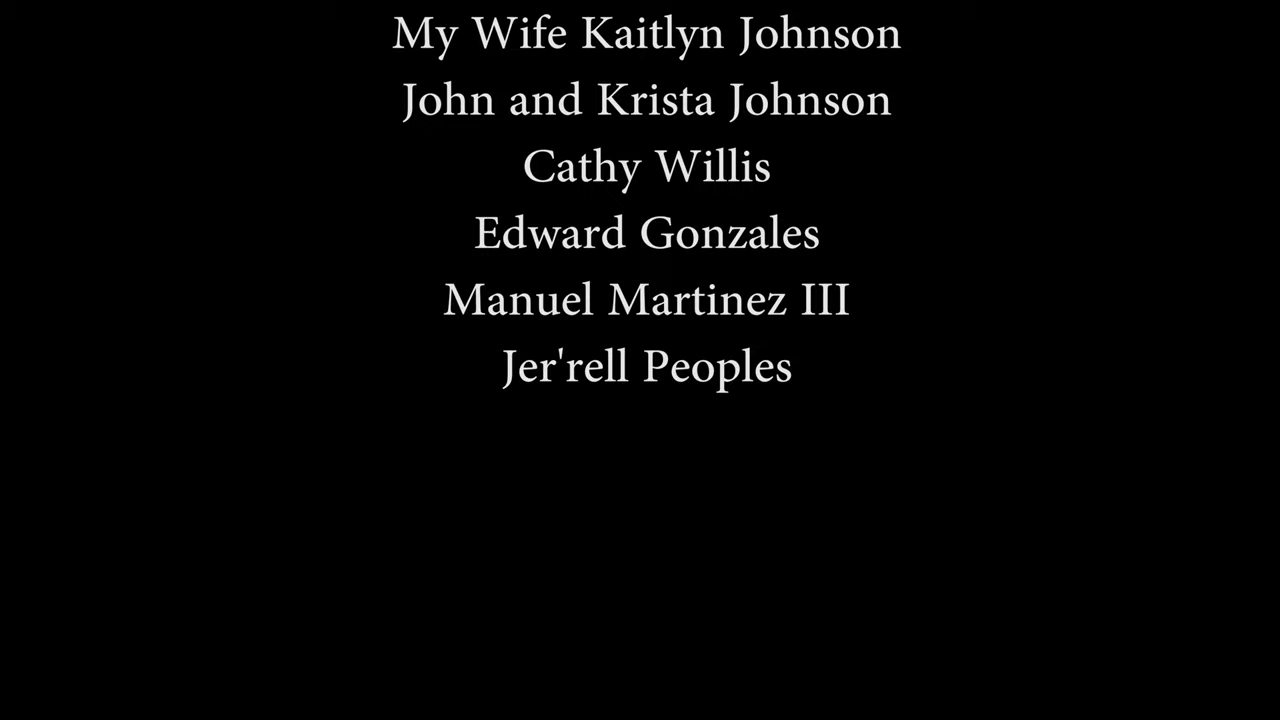 My Wife Kaitlyn Johnson
John and Krista Johnson
Cathy Willis
Edward Gonzales
Manuel Martinez III
Jer'rell Peoples